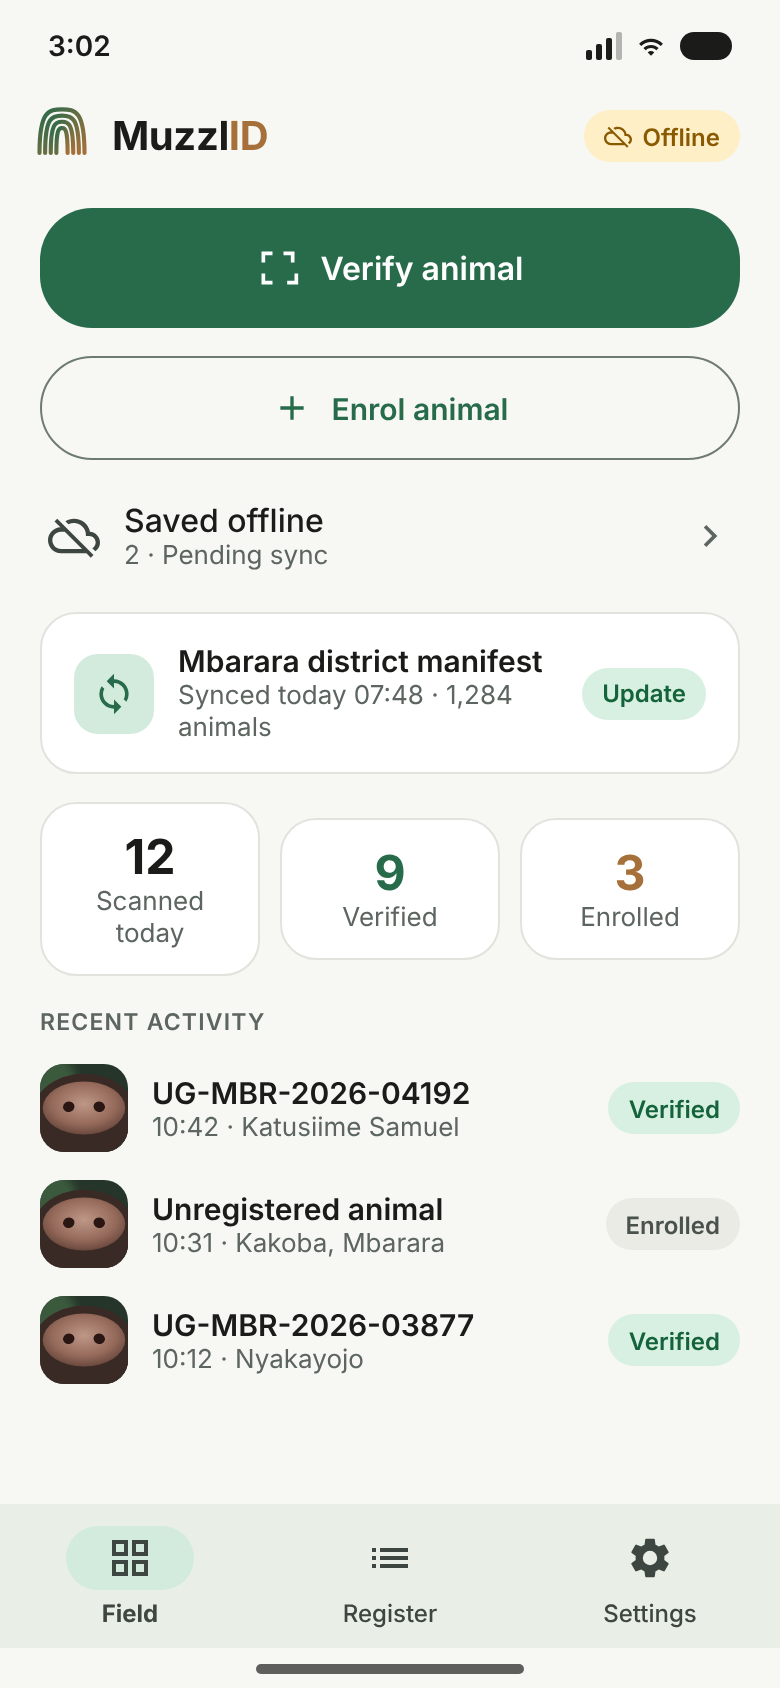 3:02
MuzzlID
Offline
Verify animal
Enrol animal
Saved offline
2 · Pending sync
Mbarara district manifest
Synced today 07:48 · 1,284
animals
Update
12
Scanned
today
9
Verified
3
Enrolled
RECENT ACTIVITY
UG-MBR-2026-04192
10:42 · Katusiime Samuel
Verified
Unregistered animal
10:31 · Kakoba, Mbarara
Enrolled
UG-MBR-2026-03877
10:12 · Nyakayojo
Verified
Field
Register
Settings